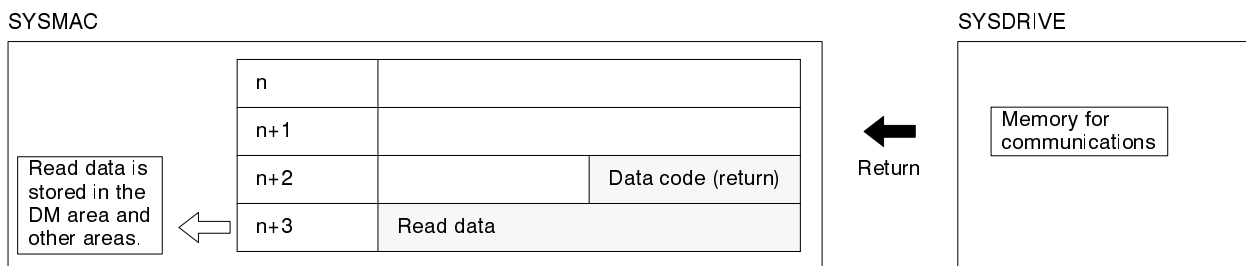 SYSMAC
SYSDRIVE
n
n+1
n+2
Data code (return)
n+3
Read data
Read data is
stored in the
DM area and
other areas.
Return
Memory for
communications